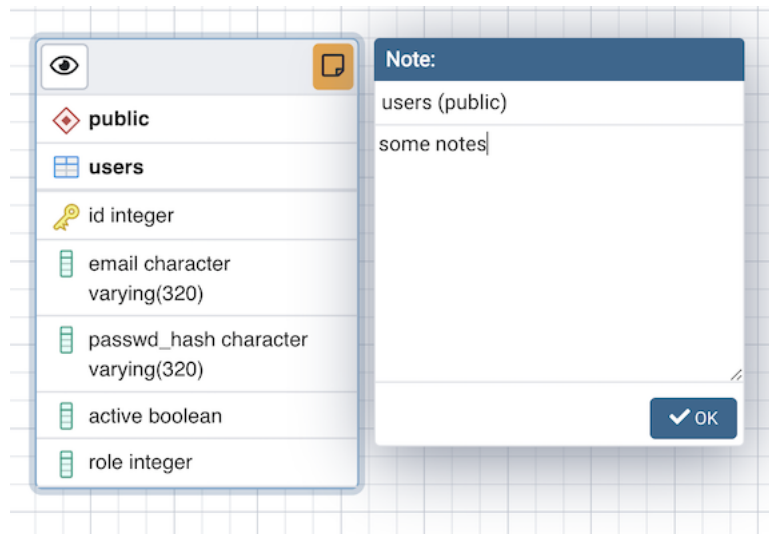 public
users
id integer
email character
varying(320)
passwd_hash character
varying(320)
active boolean
role integer
Note:
users (public)
some notes
OK